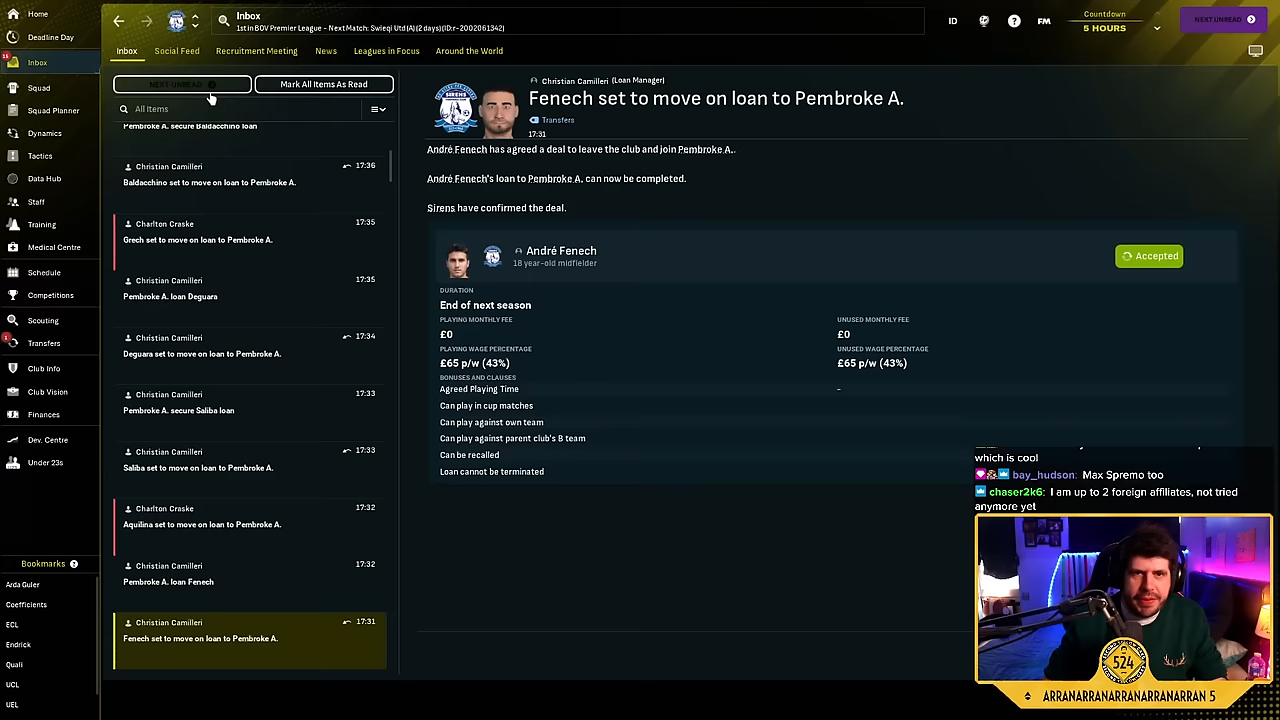 Home
Deadline Day
15
Inbox
Squad
Squad Planner
Dynamics
Tactics
Data Hub
Staff
Training
Medical Centre
Schedule
Competitions
Scouting
1
Transfers
Club Info
Club Vision
Finances
Dev. Centre
Under 23s
Bookmarks
Arda Guler
Coefficients
ECL
Endrick
Quali
UCL
UEL
Inbox
1st in BOV Premier League - Next Match: Swieqi Utd (A) (2 days) (ID:r-2002061342)
ID
FM
Countdown
5 HOURS
NEXT UNREAD
Inbox
Social Feed
Recruitment Meeting
News
Leagues in Focus
Around the World
NEXT UNREAD
Mark All Items As Read
All Items
Pembroke A. secure Baldacchino loan
Christian Camilleri
17:36
Baldacchino set to move on loan to Pembroke A.
Charlton Craske
17:35
Grech set to move on loan to Pembroke A.
Christian Camilleri
17:35
Pembroke A. loan Deguara
Christian Camilleri
17:34
Deguara set to move on loan to Pembroke A.
Christian Camilleri
17:33
Pembroke A. secure Saliba loan
Christian Camilleri
17:33
Saliba set to move on loan to Pembroke A.
Charlton Craske
17:32
Aquilina set to move on loan to Pembroke A.
Christian Camilleri
17:32
Pembroke A. loan Fenech
Christian Camilleri
17:31
Fenech set to move on loan to Pembroke A.
SIRENS
Christian Camilleri (Loan Manager)
Fenech set to move on loan to Pembroke A.
Transfers
17:31
André Fenech has agreed a deal to leave the club and join Pembroke A..
André Fenech's loan to Pembroke A. can now be completed.
Sirens have confirmed the deal.
André Fenech
18 year-old midfielder
Accepted
DURATION
End of next season
PLAYING MONTHLY FEE
UNUSED MONTHLY FEE
£0
£0
PLAYING WAGE PERCENTAGE
UNUSED WAGE PERCENTAGE
£65 p/w (43%)
£65 p/w (43%)
BONUSES AND CLAUSES
Agreed Playing Time
-
Can play in cup matches
Can play against own team
Can play against parent club's B team
Can be recalled
Loan cannot be terminated
which is cool
bay_hudson: Max Spremo too
chaser2k6: I am up to 2 foreign affiliates, not tried
anymore yet
524
ARRANARRANARRANARRANARRAN 5